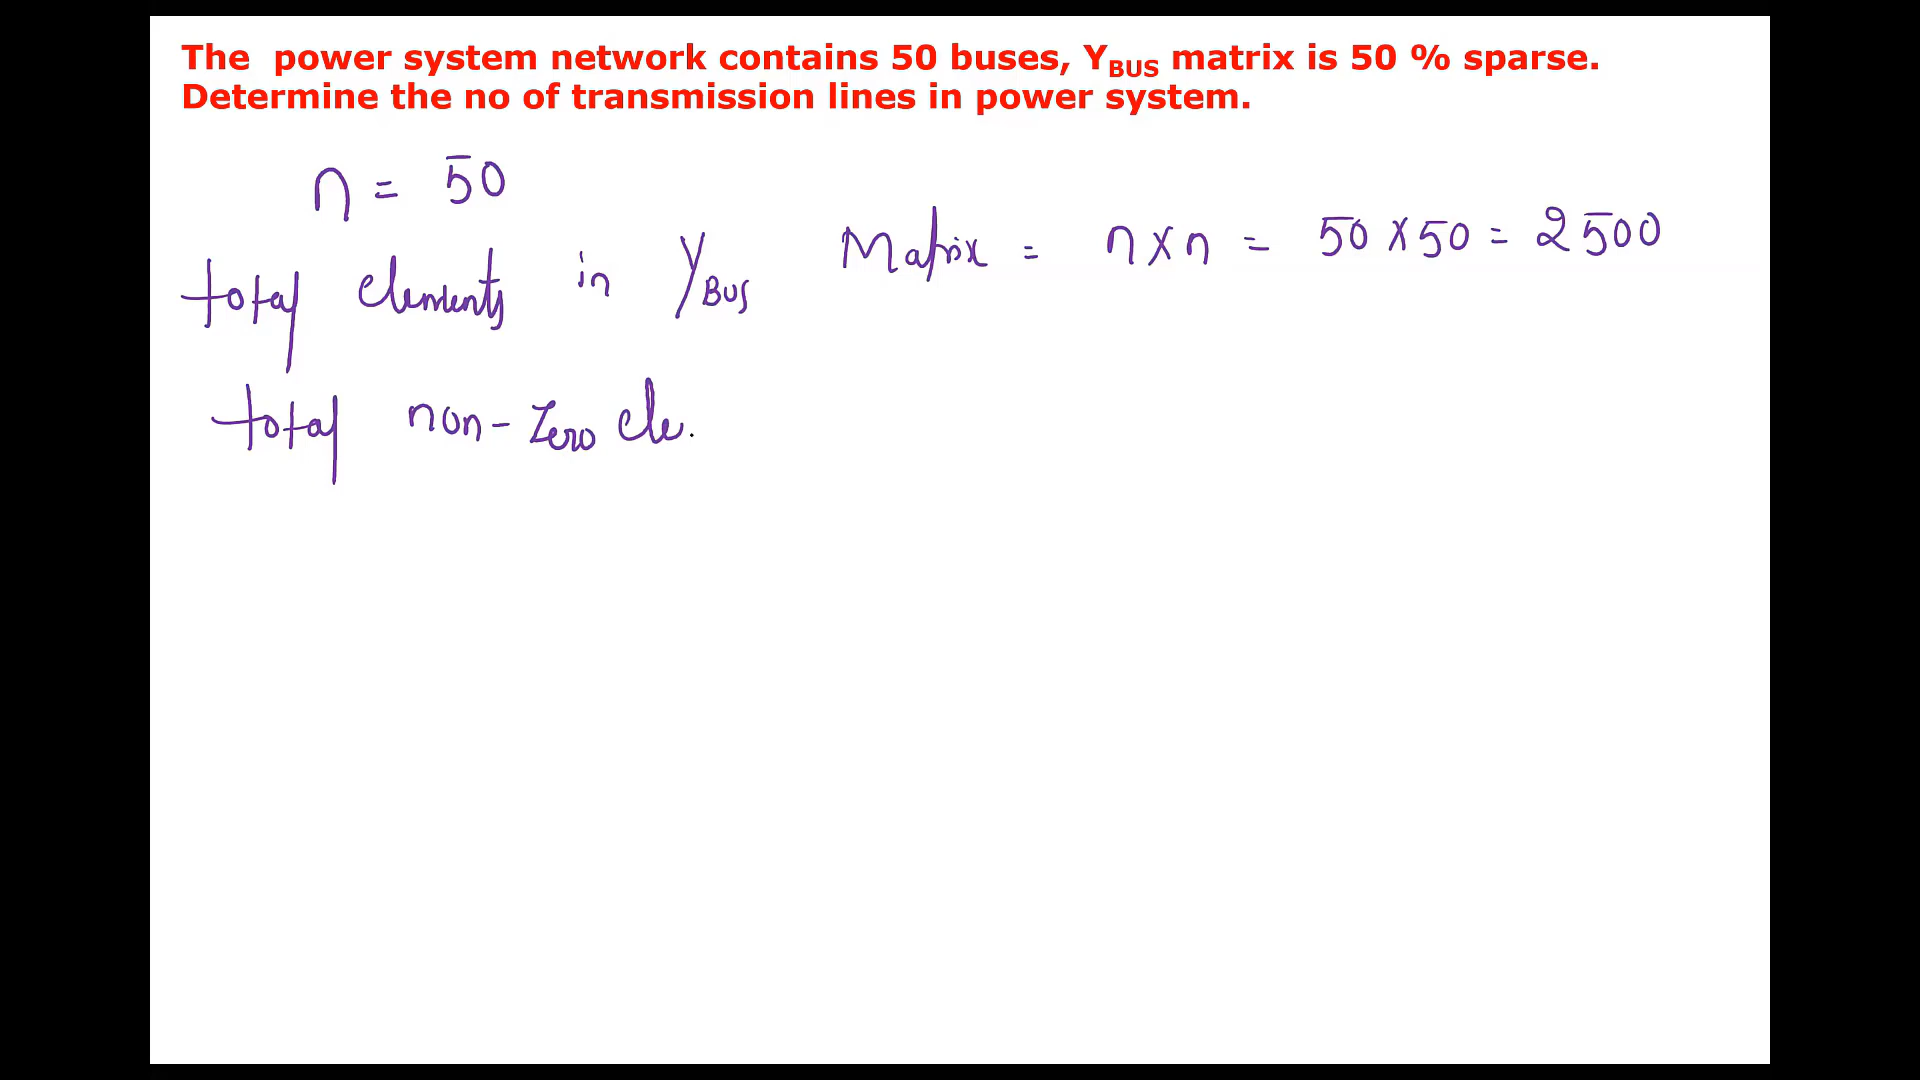 The power system network contains 50 buses, YBUS matrix is 50 % sparse.
Determine the no of transmission lines in power system.
n = 50
total elements in YBUS Matrix = n x n = 50 x 50 = 2500
total non-zero ele.